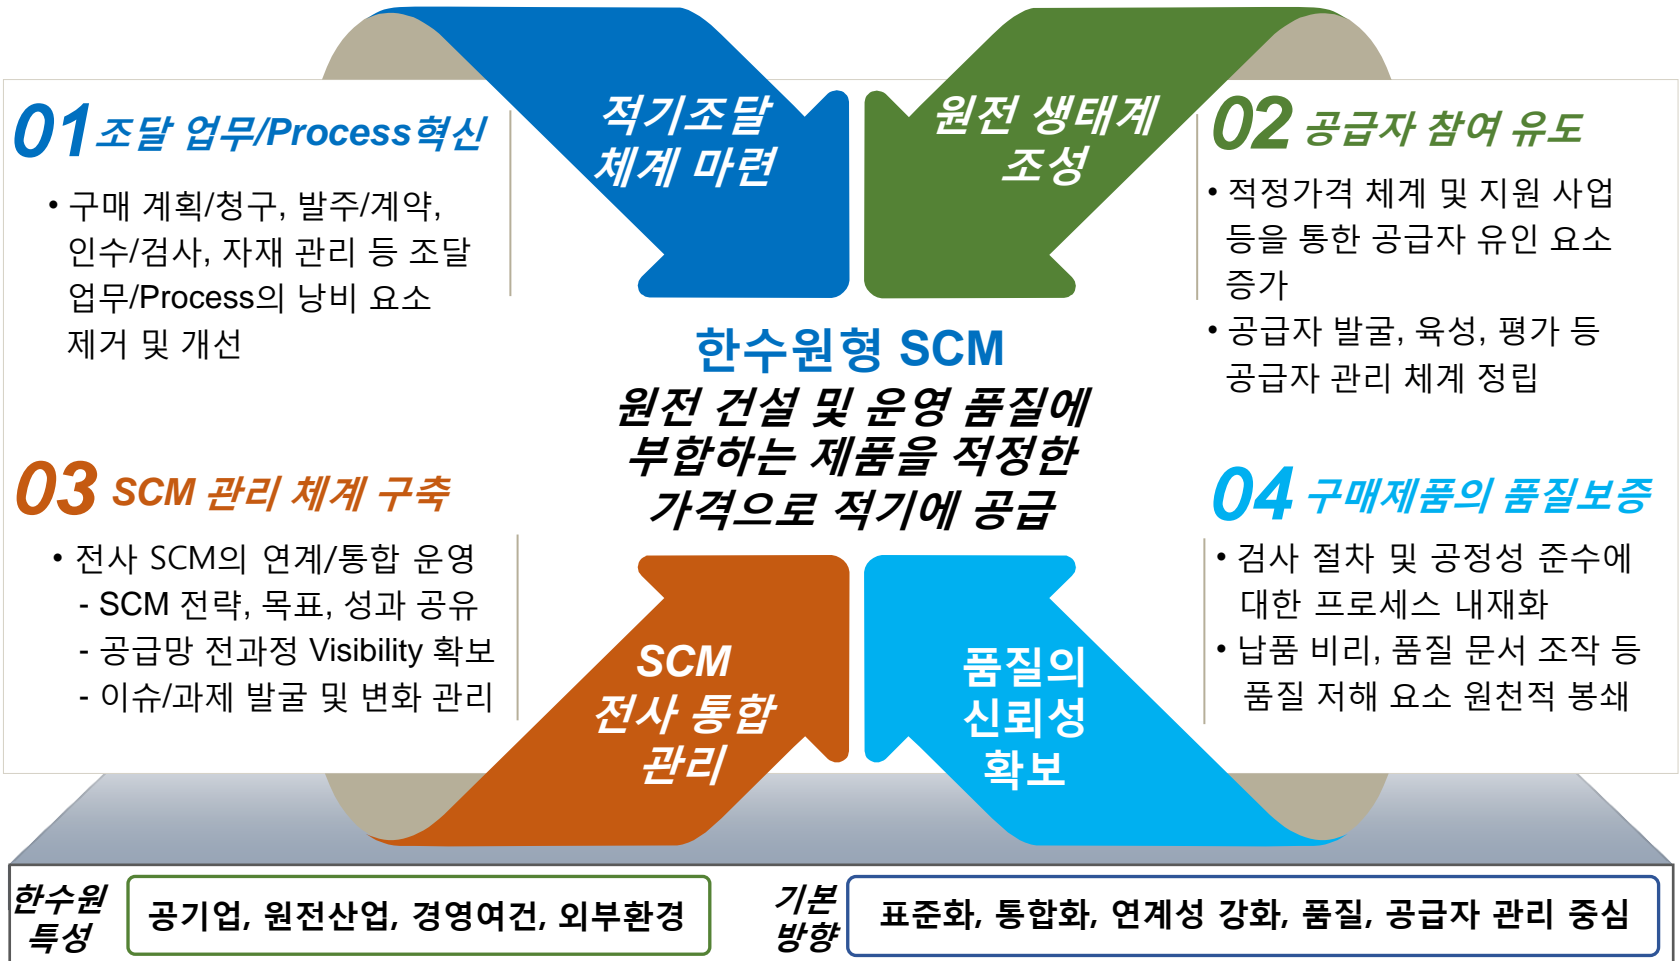 적기조달
체계 마련
원전 생태계
조성
01 조달 업무/Process혁신
• 구매 계획/청구, 발주/계약,
인수/검사, 자재 관리 등 조달
업무/Process의 낭비 요소
제거 및 개선
02 공급자 참여 유도
• 적정가격 체계 및 지원 사업
등을 통한 공급자 유인 요소
증가
• 공급자 발굴, 육성, 평가 등
공급자 관리 체계 정립
한수원형 SCM
원전 건설 및 운영 품질에
부합하는 제품을 적정한
가격으로 적기에 공급
03 SCM 관리 체계 구축
• 전사 SCM의 연계/통합 운영
- SCM 전략, 목표, 성과 공유
- 공급망 전과정 Visibility 확보
- 이슈/과제 발굴 및 변화 관리
04 구매제품의 품질보증
• 검사 절차 및 공정성 준수에
대한 프로세스 내재화
• 납품 비리, 품질 문서 조작 등
품질 저해 요소 원천적 봉쇄
SCM
전사 통합
관리
품질의
신뢰성
확보
한수원
특성
공기업, 원전산업, 경영여건, 외부환경
기본
방향
표준화, 통합화, 연계성 강화, 품질, 공급자 관리 중심